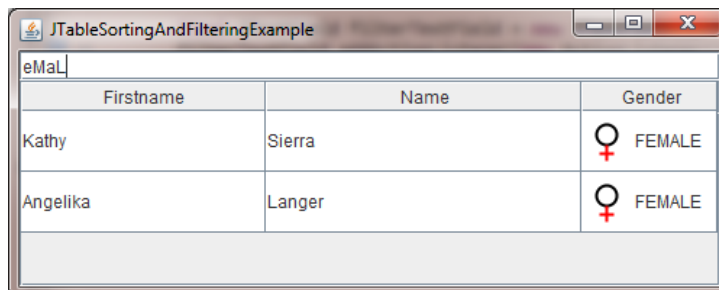 JTableSortingAndFilteringExample
eMaL
Firstname Name Gender
Kathy Sierra FEMALE
Angelika Langer FEMALE